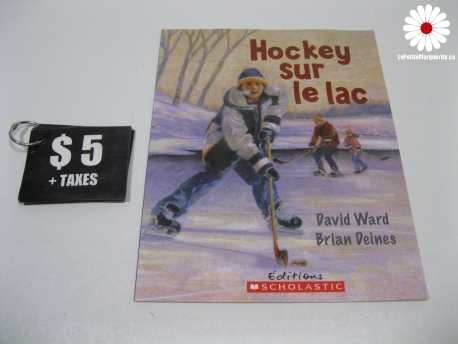 LaPetiteMarguerite.ca
Hockey
sur
le lac
$ 5
+ TAXES
David Ward
Brian Deines
Éditions
SCHOLASTIC